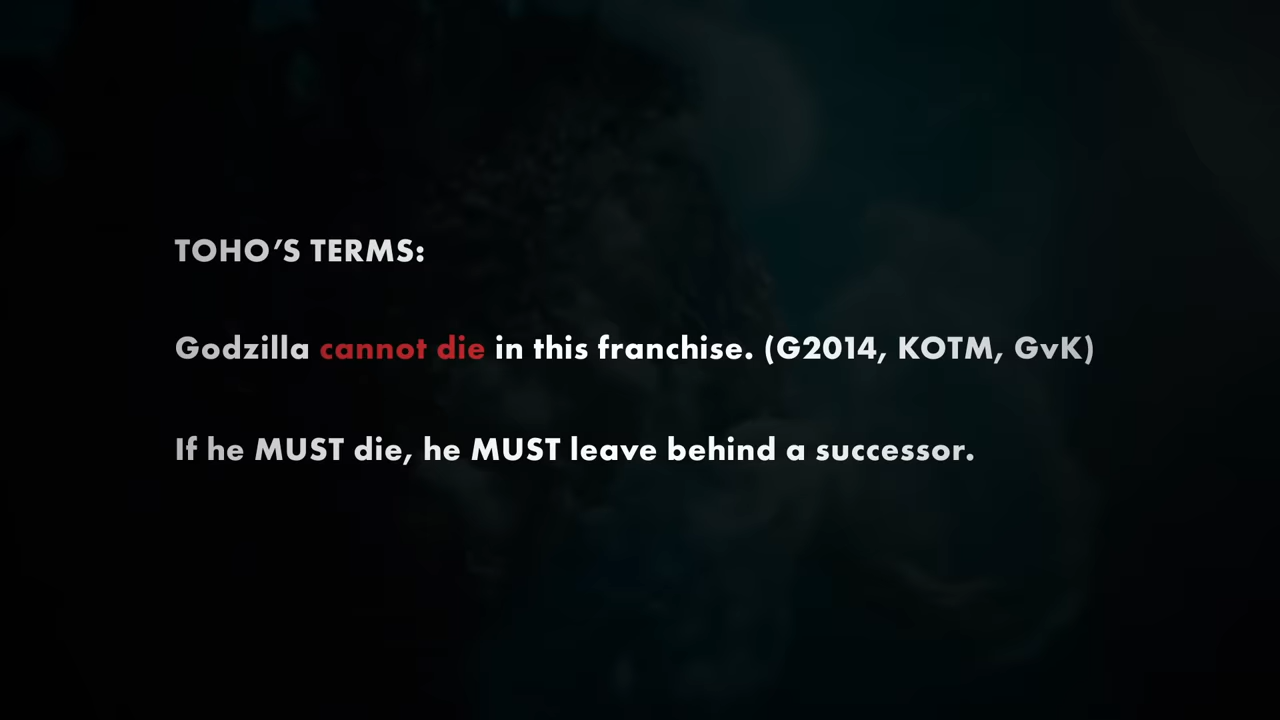 TOHO’S TERMS:
Godzilla cannot die in this franchise. (G2014, KOTM, GvK)
If he MUST die, he MUST leave behind a successor.